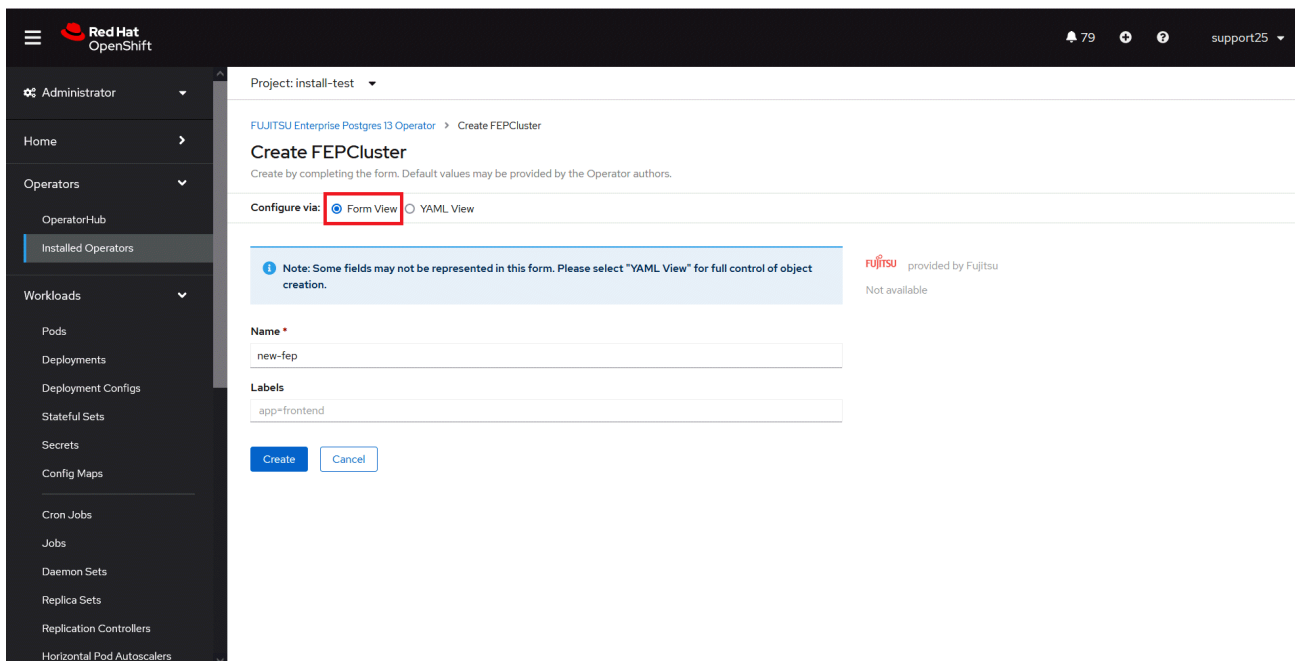 Red Hat
OpenShift
79
support25
Administrator
Home
Operators
OperatorHub
Installed Operators
Workloads
Pods
Deployments
Deployment Configs
Stateful Sets
Secrets
Config Maps
Cron Jobs
Jobs
Daemon Sets
Replica Sets
Replication Controllers
Horizontal Pod Autoscalers
Project: install-test
FUJITSU Enterprise Postgres 13 Operator > Create FEPCluster
Create FEPCluster
Create by completing the form. Default values may be provided by the Operator authors.
Configure via: Form View YAML View
Note: Some fields may not be represented in this form. Please select "YAML View" for full control of object
creation.
FUJITSU provided by Fujitsu
Not available
Name *
new-fep
Labels
app=frontend
Create Cancel